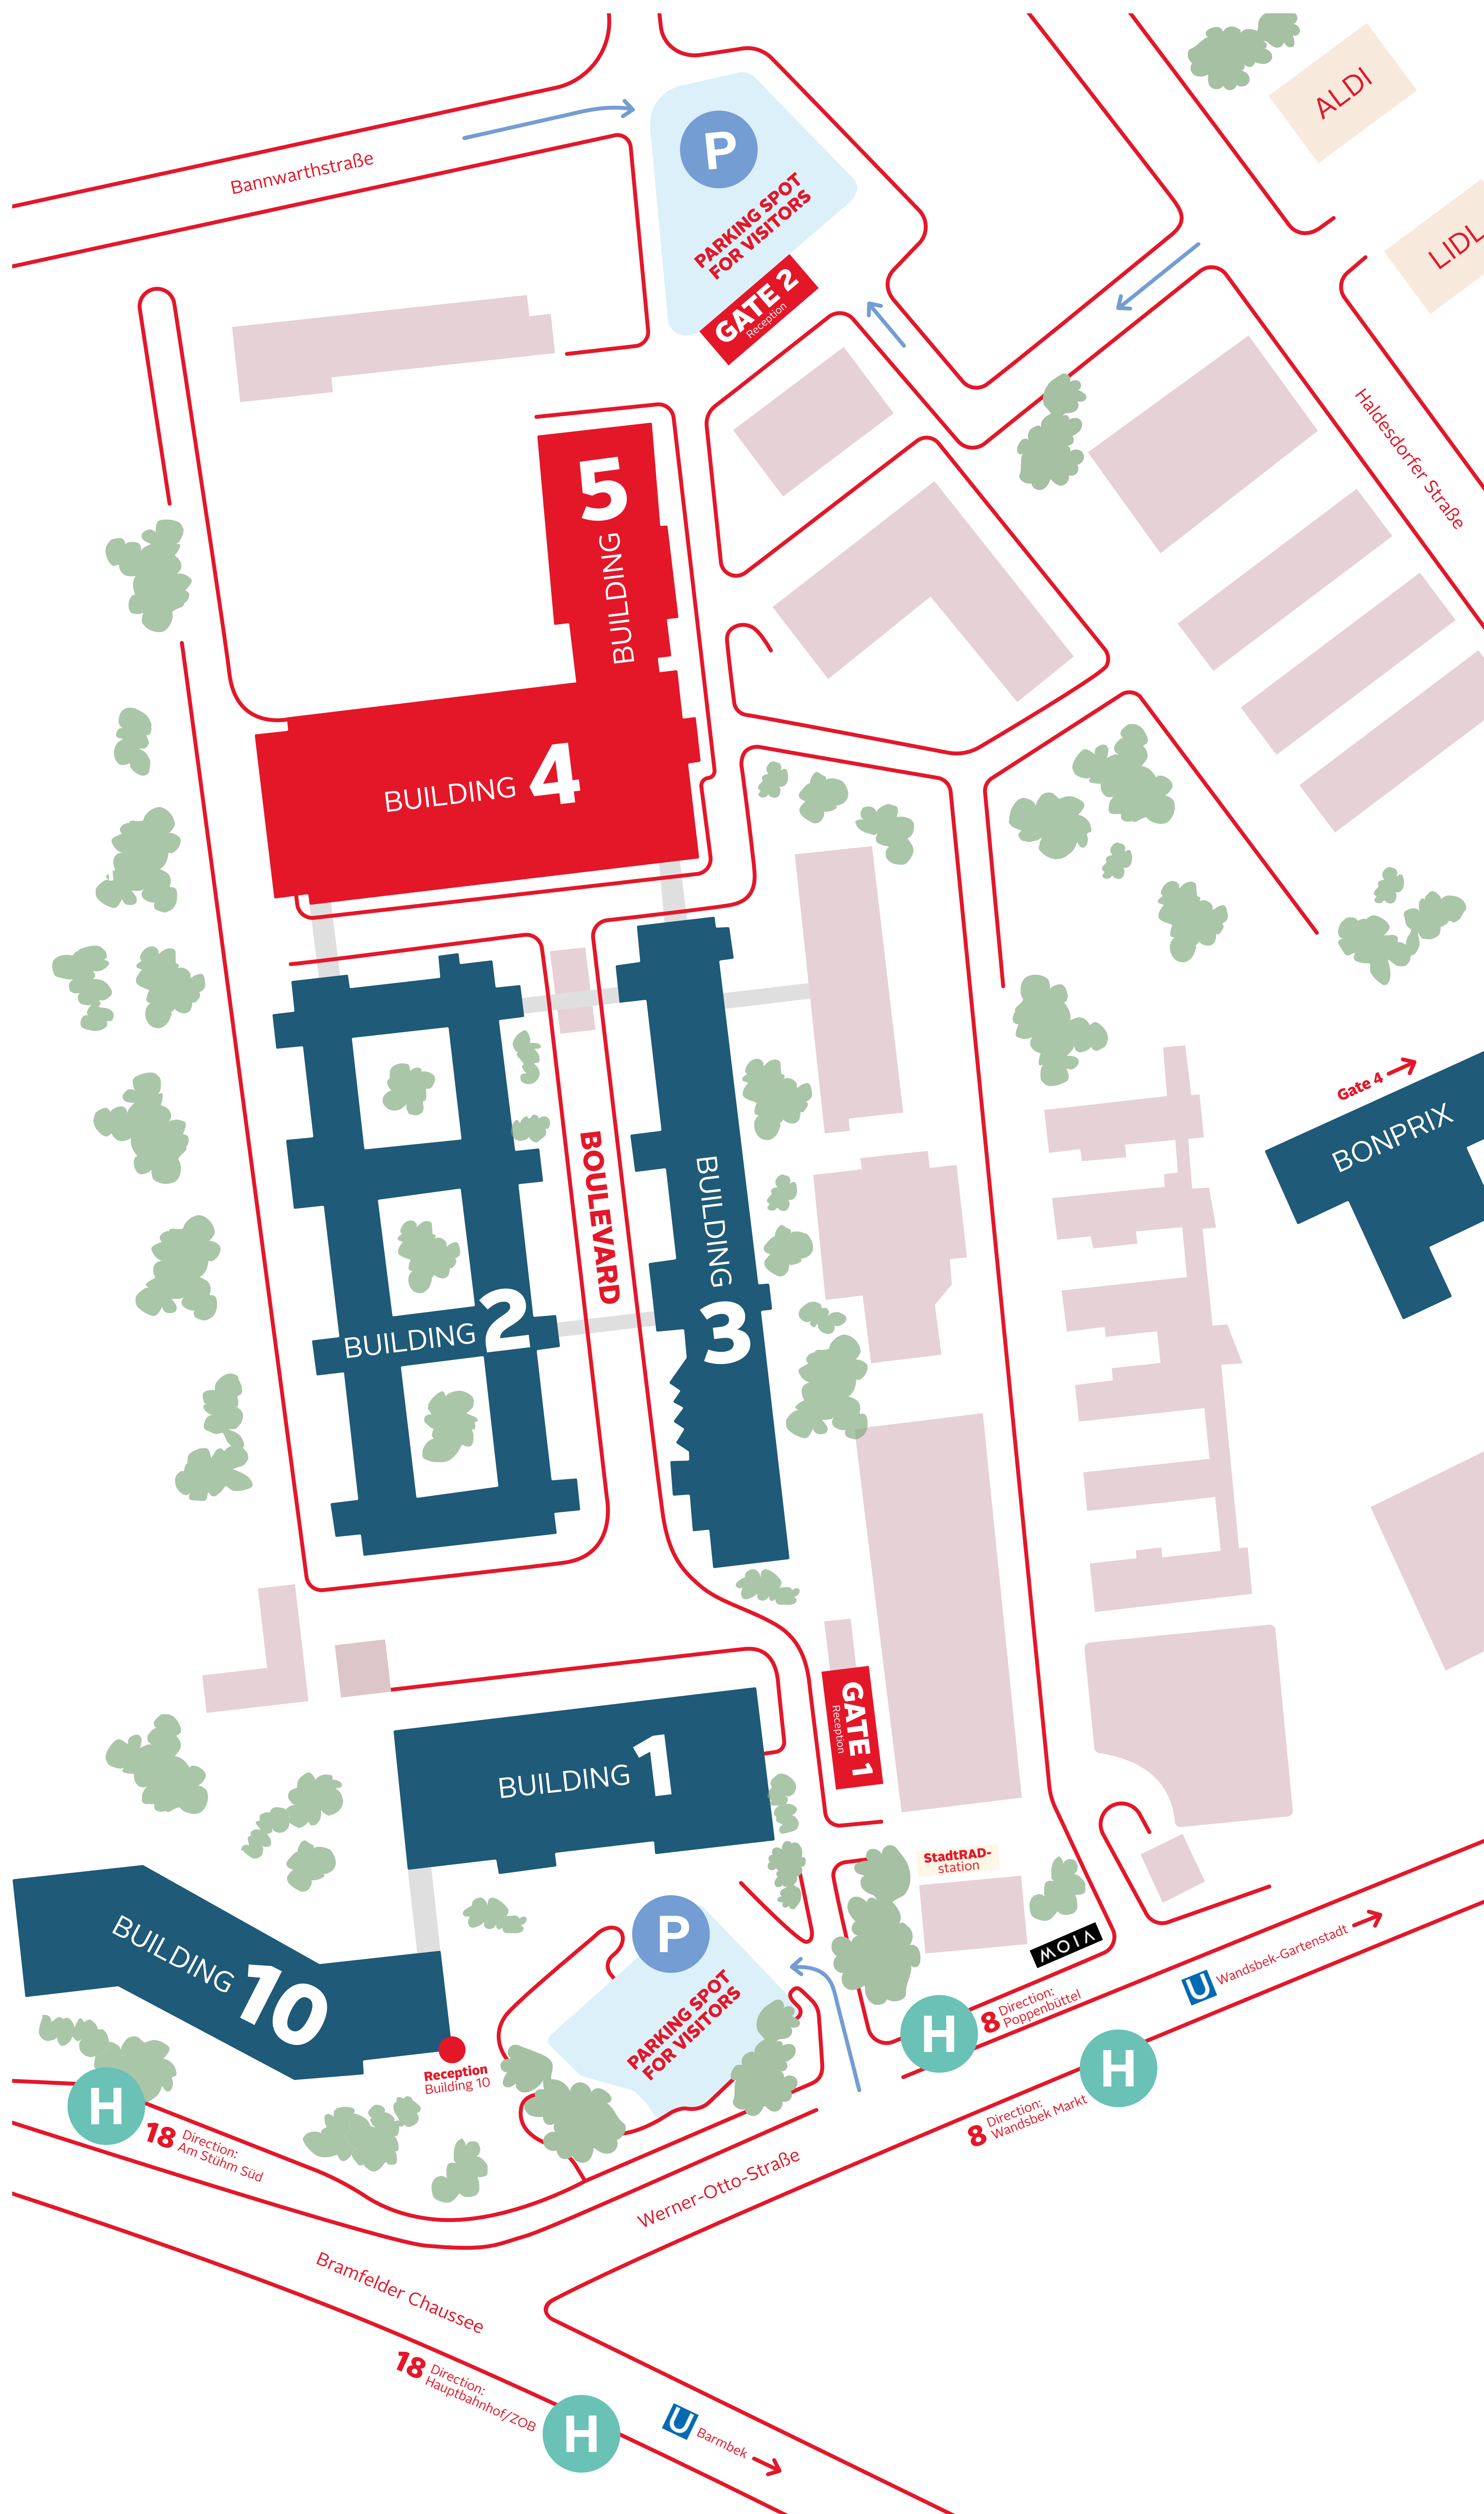 ALDI
P
Bannwarthstraße
PARKING SPOT
FOR VISITORS
LIDL
GATE 2
Reception
Haldesdorfer Straße
5
BUILDING
BUILDING 4
Gate 4
BONPRIX
BOULEVARD
BUILDING
3
BUILDING 2
GATE 1
Reception
BUILDING 1
StadtRAD-
station
BUILDING 10
P
PARKING SPOT
FOR VISITORS
MOIA
U Wandsbek-Gartenstadt
H
8 Direction:
Poppenbüttel
Reception
Building 10
H
8 Direction:
Wandsbek Markt
H
18 Direction:
Am Stühm Süd
Werner-Otto-Straße
Bramfelder Chaussee
18 Direction:
Hauptbahnhof/ZOB
H
U Barmbek